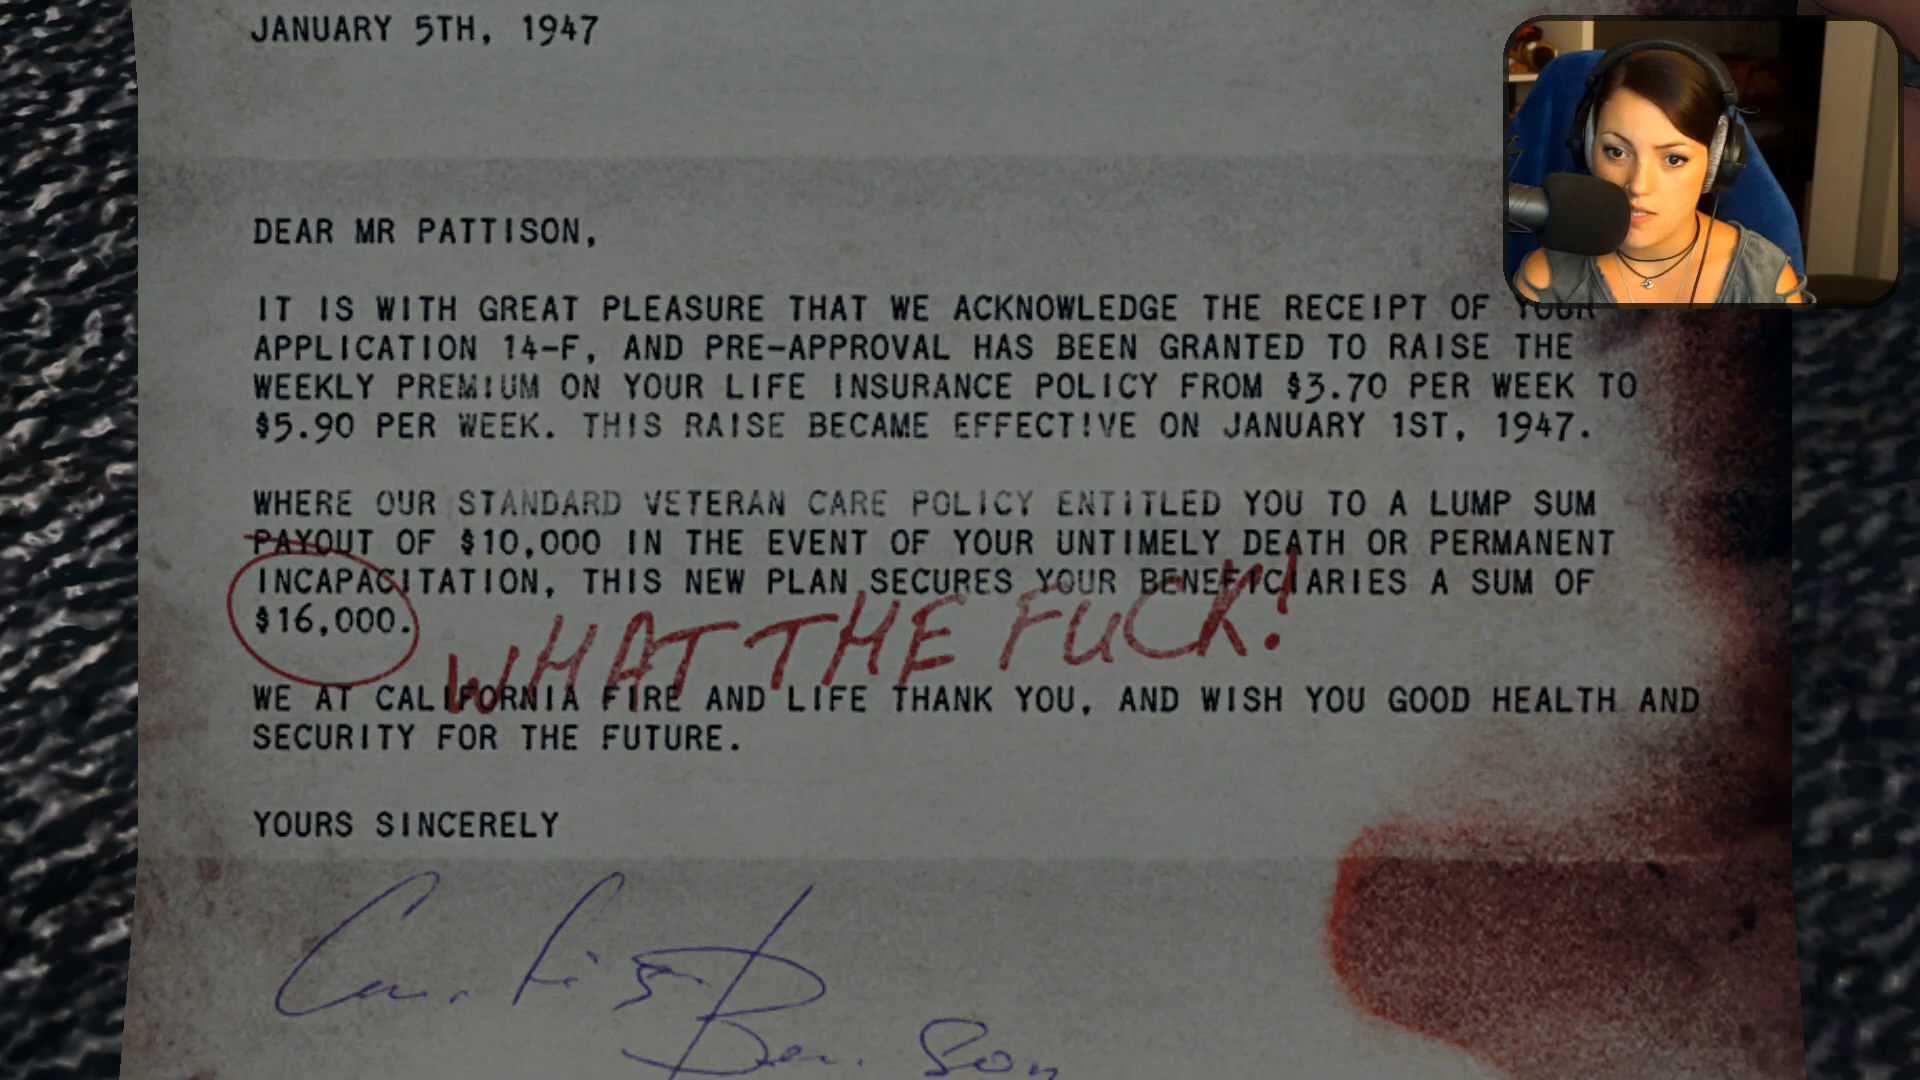 JANUARY 5TH, 1947
DEAR MR PATTISON,
IT IS WITH GREAT PLEASURE THAT WE ACKNOWLEDGE THE RECEIPT OF YOUR
APPLICATION 14-F, AND PRE-APPROVAL HAS BEEN GRANTED TO RAISE THE
WEEKLY PREMIUM ON YOUR LIFE INSURANCE POLICY FROM $3.70 PER WEEK TO
$5.90 PER WEEK. THIS RAISE BECAME EFFECTIVE ON JANUARY 1ST, 1947.
WHERE OUR STANDARD VETERAN CARE POLICY ENTITLED YOU TO A LUMP SUM
PAYOUT OF $10,000 IN THE EVENT OF YOUR UNTIMELY DEATH OR PERMANENT
INCAPACITATION, THIS NEW PLAN SECURES YOUR BENEFICIARIES A SUM OF
$16,000.
WHAT THE FUCK!
WE AT CALIFORNIA FIRE AND LIFE THANK YOU, AND WISH YOU GOOD HEALTH AND
SECURITY FOR THE FUTURE.
YOURS SINCERELY